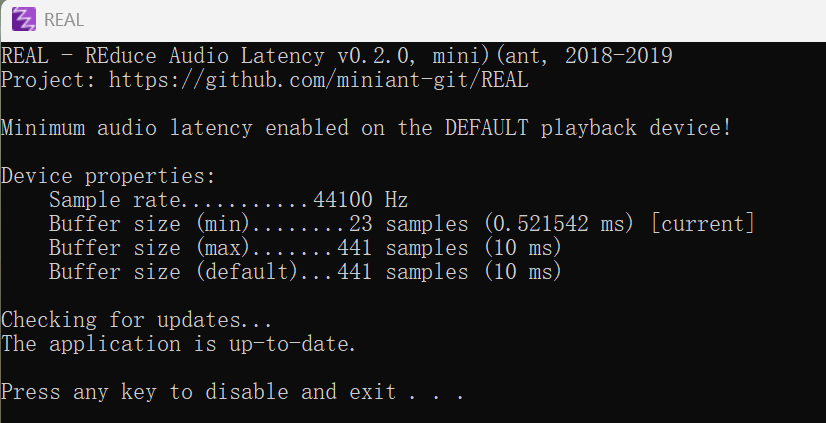 REAL
REAL - REduce Audio Latency v0.2.0, mini)(ant, 2018-2019
Project: https://github.com/miniant-git/REAL
Minimum audio latency enabled on the DEFAULT playback device!
Device properties:
Sample rate...........44100 Hz
Buffer size (min)........23 samples (0.521542 ms) [current]
Buffer size (max).......441 samples (10 ms)
Buffer size (default)...441 samples (10 ms)
Checking for updates...
The application is up-to-date.
Press any key to disable and exit . . .